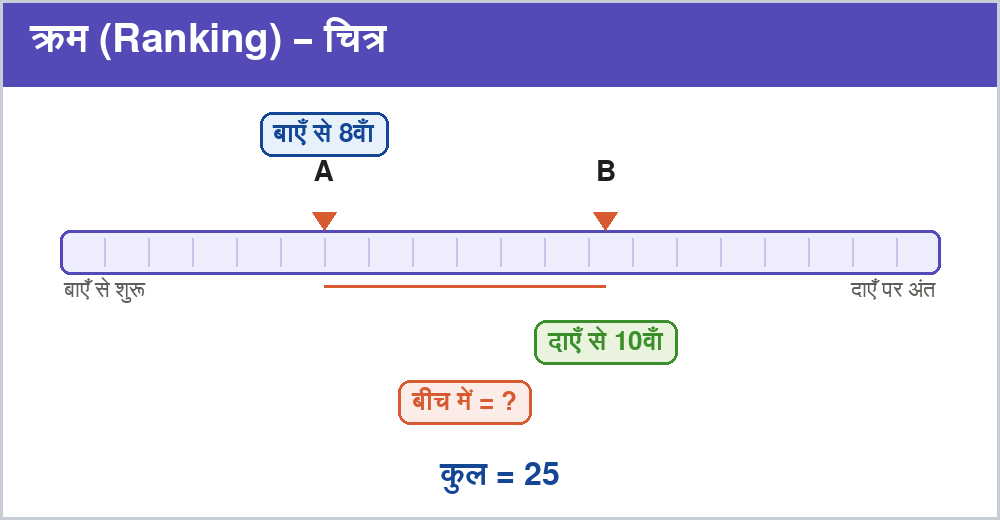 क्रम (Ranking) – चित्र
बाएँ से 8वाँ
A
B
बाएँ से शुरू
दाएँ पर अंत
दाएँ से 10वाँ
बीच में = ?
कुल = 25